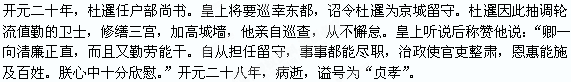 开元二十年，杜暹任户部尚书。皇上将要巡幸东都，诏令杜暹为京城留守。杜暹因此抽调轮
流值勤的卫士，修缮三宫，加高城墙，他亲自巡查，从不懈怠。皇上听说后称赞他说：“卿一
向清廉正直，而且又勤劳能干。自从担任留守，事事都能尽职，治政使官吏整肃，恩惠能施
及百姓。朕心中十分欣慰。”开元二十八年，病逝，谥号为“贞孝”。